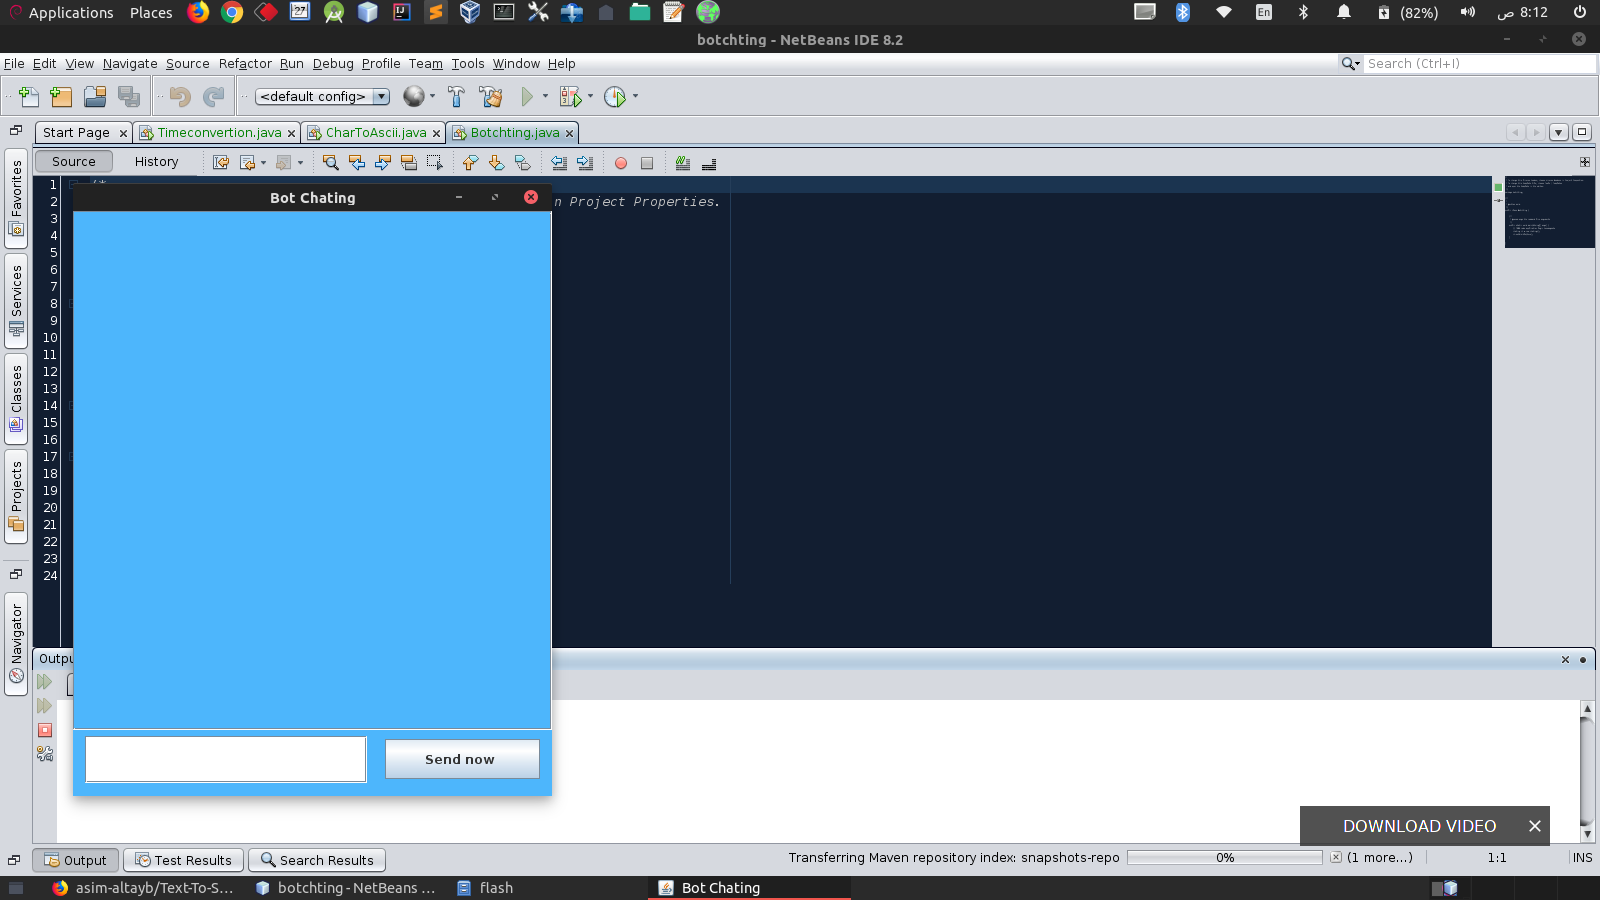 Applications Places En (82%) 8:12 ص
botchting - NetBeans IDE 8.2
File Edit View Navigate Source Refactor Run Debug Profile Team Tools Window Help Search (Ctrl+I)
<default config>
Start Page Timeconvertion.java CharToAscii.java Botchting.java
Source History
Favorites
Services
Classes
Projects
Navigator
1 /*
2 n Project Properties.
3
4
5
6
7
8
9
10
11
12
13
14
15
16
17
18
19
20
21
22
23
24
Bot Chating
Send now
Outpu
DOWNLOAD VIDEO
Output Test Results Search Results Transferring Maven repository index: snapshots-repo 0% (1 more...) 1:1 INS
asim-altayb/Text-To-S... botchting - NetBeans ... flash Bot Chating